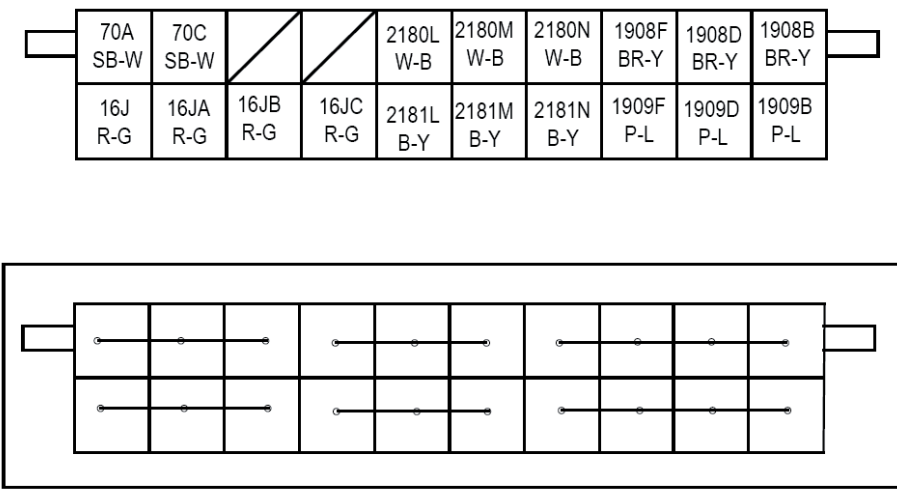 70A 70C 2180L 2180M 2180N 1908F 1908D 1908B
SB-W SB-W W-B W-B W-B BR-Y BR-Y BR-Y
16J 16JA 16JB 16JC 2181L 2181M 2181N 1909F 1909D 1909B
R-G R-G R-G R-G B-Y B-Y B-Y P-L P-L P-L